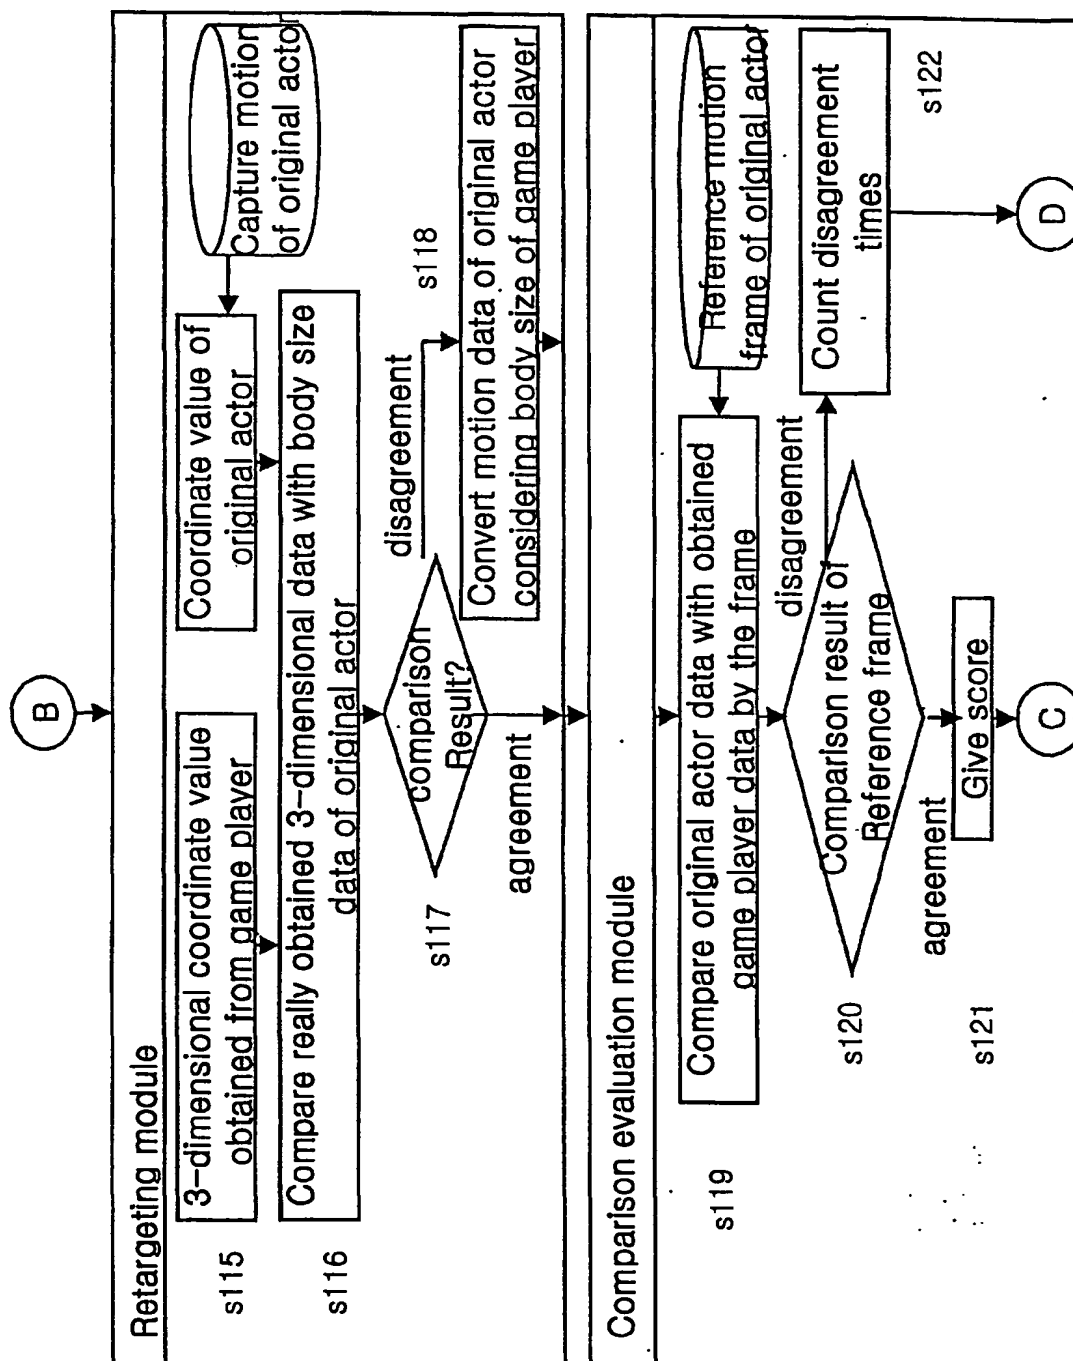 B
Retargeting module
s115
3-dimensional coordinate value
obtained from game player
Coordinate value of
original actor
Capture motion
of original actor
s116
Compare really obtained 3-dimensional data with body size
data of original actor
s117
comparison
Result?
disagreement
s118
Convert motion data of original actor
considering body size of game player
agreement
Comparison evaluation module
s119
Compare original actor data with obtained
game player data by the frame
Reference motion
frame of original actor
s120
Comparison result of
Reference frame
disagreement
Count disagreement
times
s122
agreement
s121
Give score
C
D